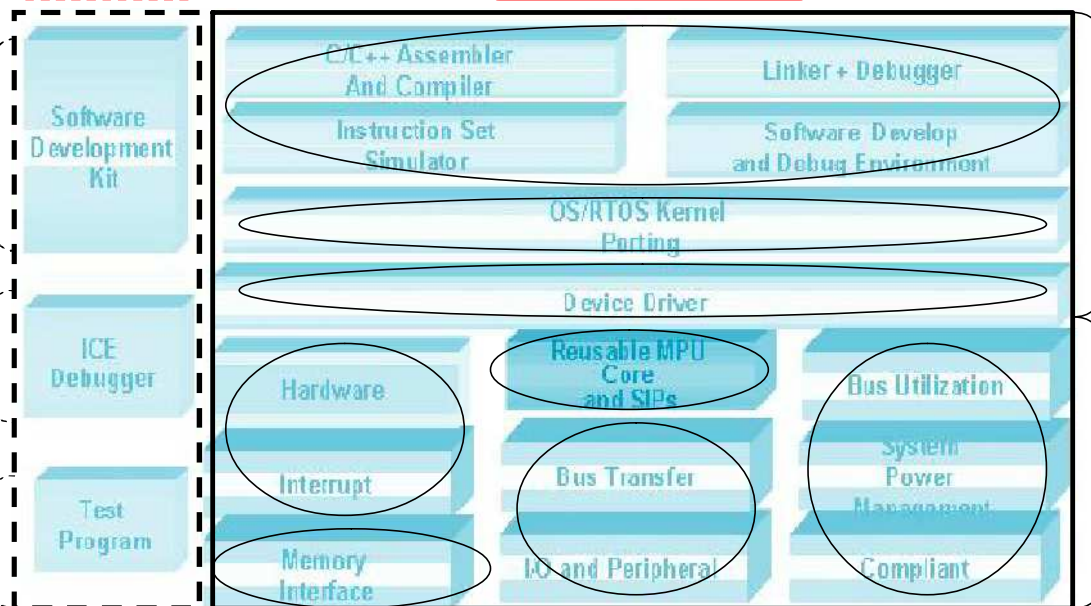 Software
Development
Kit
ICE
Debugger
Test
Program
C/C++ Assembler
And Compiler
Linker + Debugger
Instruction Set
Simulator
Software Develop
and Debug Environment
OS/RTOS Kernel
Porting
Device Driver
Hardware
Reusable MPU
Core
and SIPs
Bus Utilization
Interrupt
Bus Transfer
System
Power
Management
Memory
Interface
I/O and Peripheral
Compliant